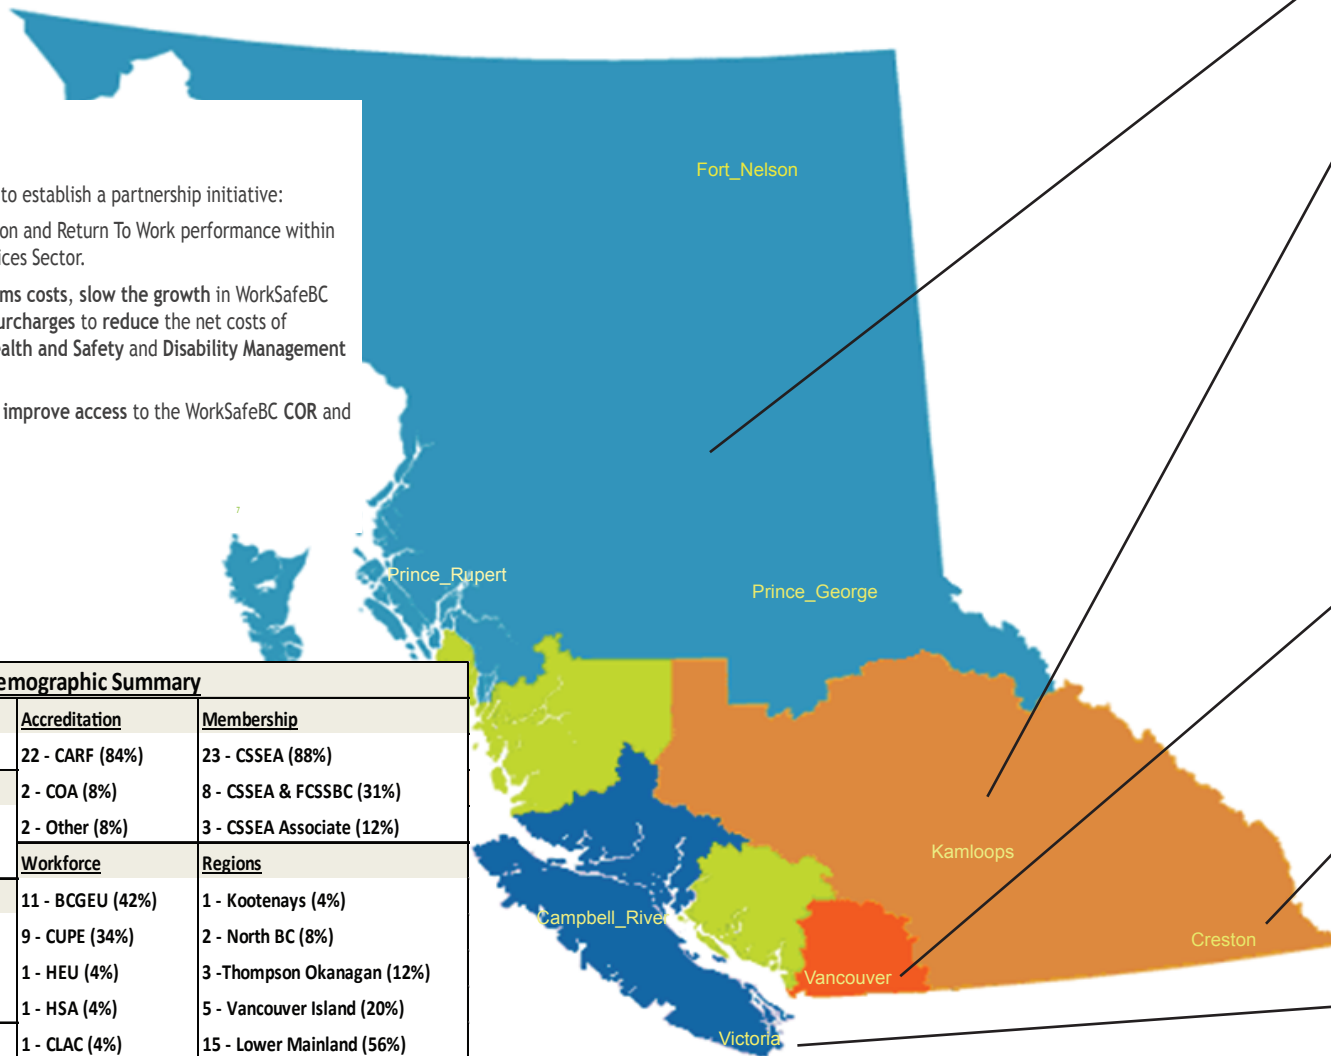 to establish a partnership initiative:
on and Return To Work performance within
ices Sector.
ms costs, slow the growth in WorkSafeBC
urcharges to reduce the net costs of
alth and Safety and Disability Management
improve access to the WorkSafeBC COR and
7
Fort_Nelson
Prince_Rupert
Prince_George
Kamloops
Campbell_River
Creston
Vancouver
Victoria
emographic Summary
Accreditation Membership
22 - CARF (84%) 23 - CSSEA (88%)
2 - COA (8%) 8 - CSSEA & FCSSBC (31%)
2 - Other (8%) 3 - CSSEA Associate (12%)
Workforce Regions
11 - BCGEU (42%) 1 - Kootenays (4%)
9 - CUPE (34%) 2 - North BC (8%)
1 - HEU (4%) 3 -Thompson Okanagan (12%)
1 - HSA (4%) 5 - Vancouver Island (20%)
1 - CLAC (4%) 15 - Lower Mainland (56%)